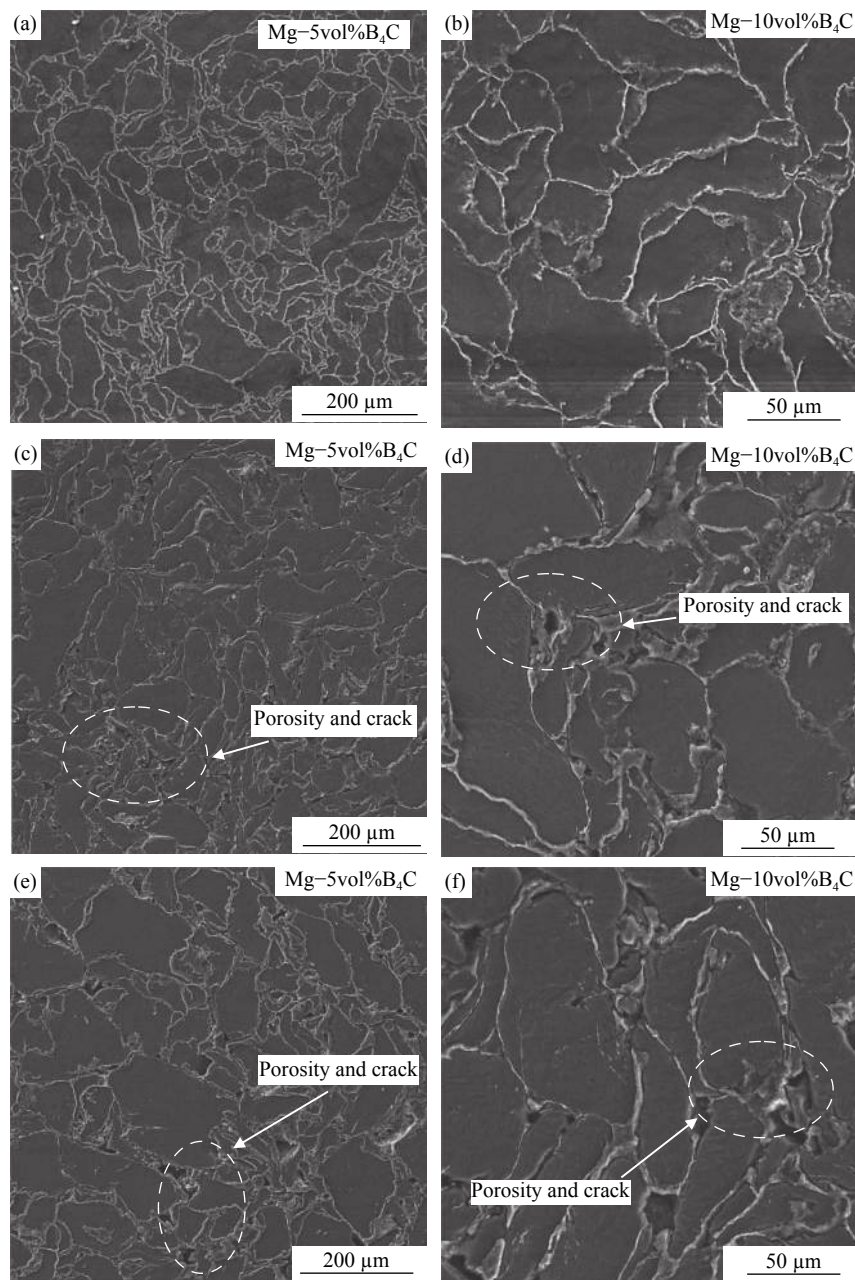 (a)
Mg−5vol%B₄C
200 µm
(b)
Mg−10vol%B₄C
50 µm
(c)
Mg−5vol%B₄C
Porosity and crack
200 µm
(d)
Mg−10vol%B₄C
Porosity and crack
50 µm
(e)
Mg−5vol%B₄C
Porosity and crack
200 µm
(f)
Mg−10vol%B₄C
Porosity and crack
50 µm